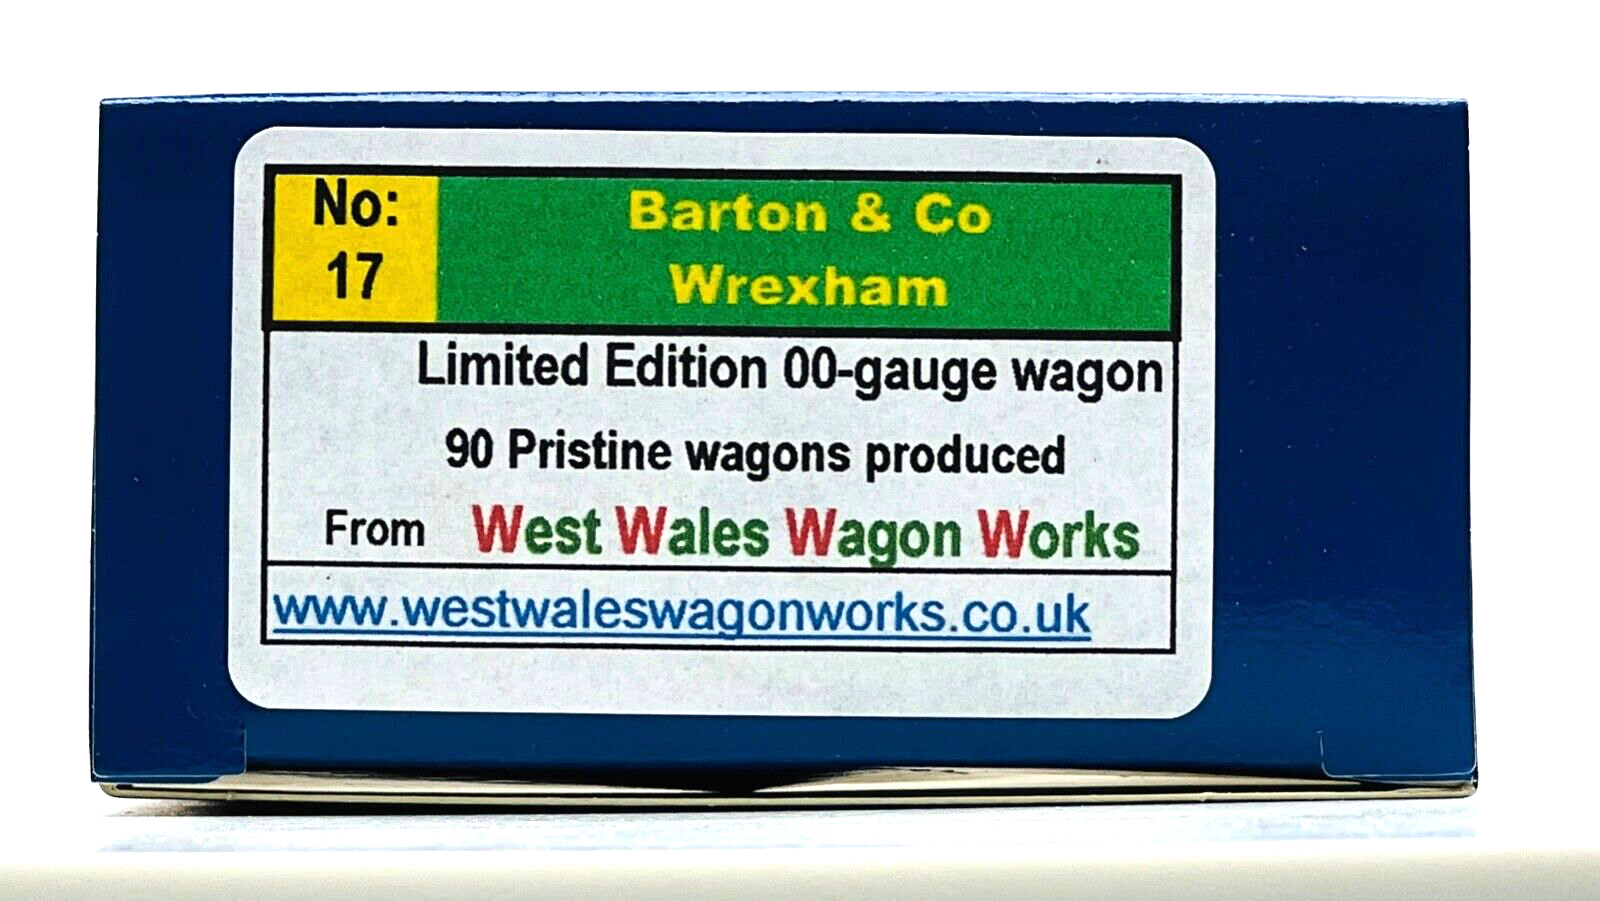 No:
17
Barton & Co
Wrexham
Limited Edition 00-gauge wagon
90 Pristine wagons produced
From West Wales Wagon Works
www.westwaleswagonworks.co.uk